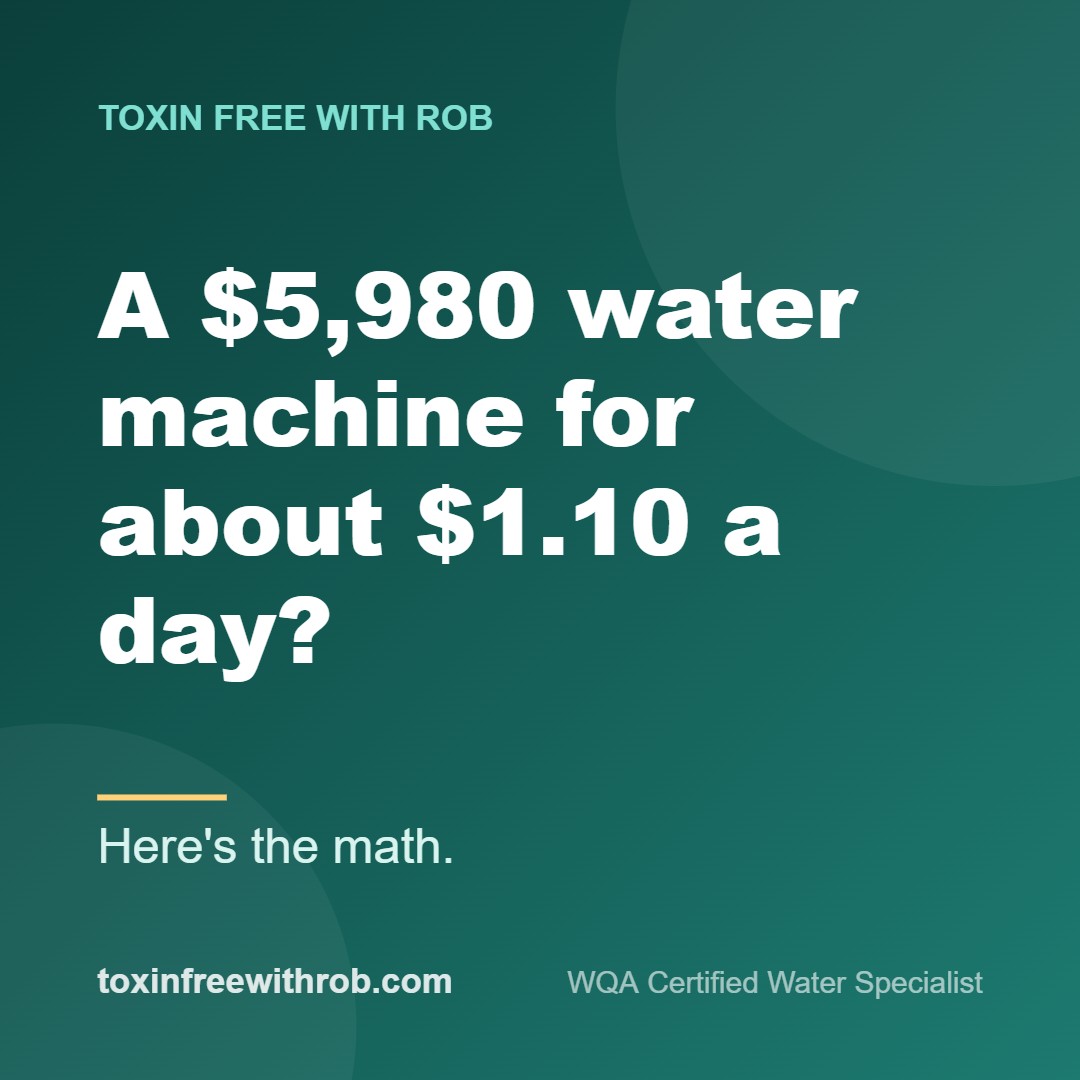 TOXIN FREE WITH ROB
A $5,980 water
machine for
about $1.10 a
day?
Here's the math.
toxinfreewithrob.com
WQA Certified Water Specialist